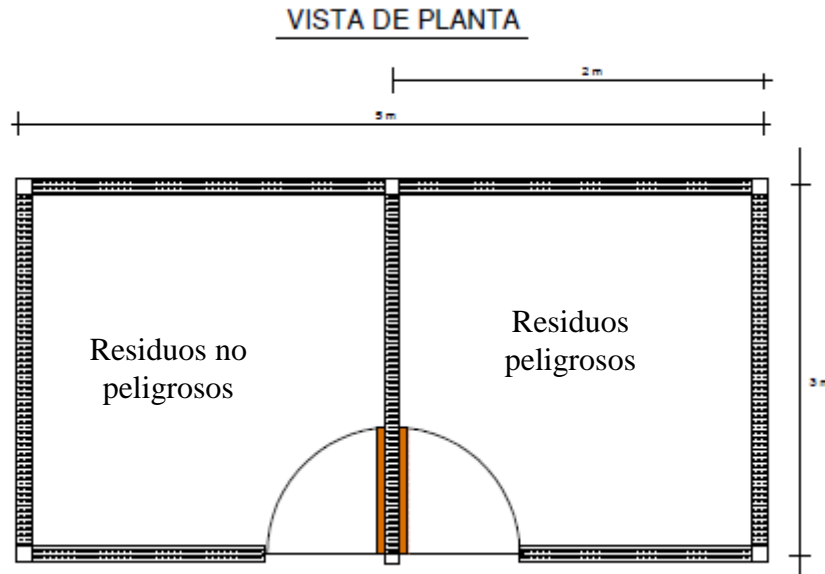 VISTA DE PLANTA
2 m
5 m
Residuos no
peligrosos
Residuos
peligrosos
3 m